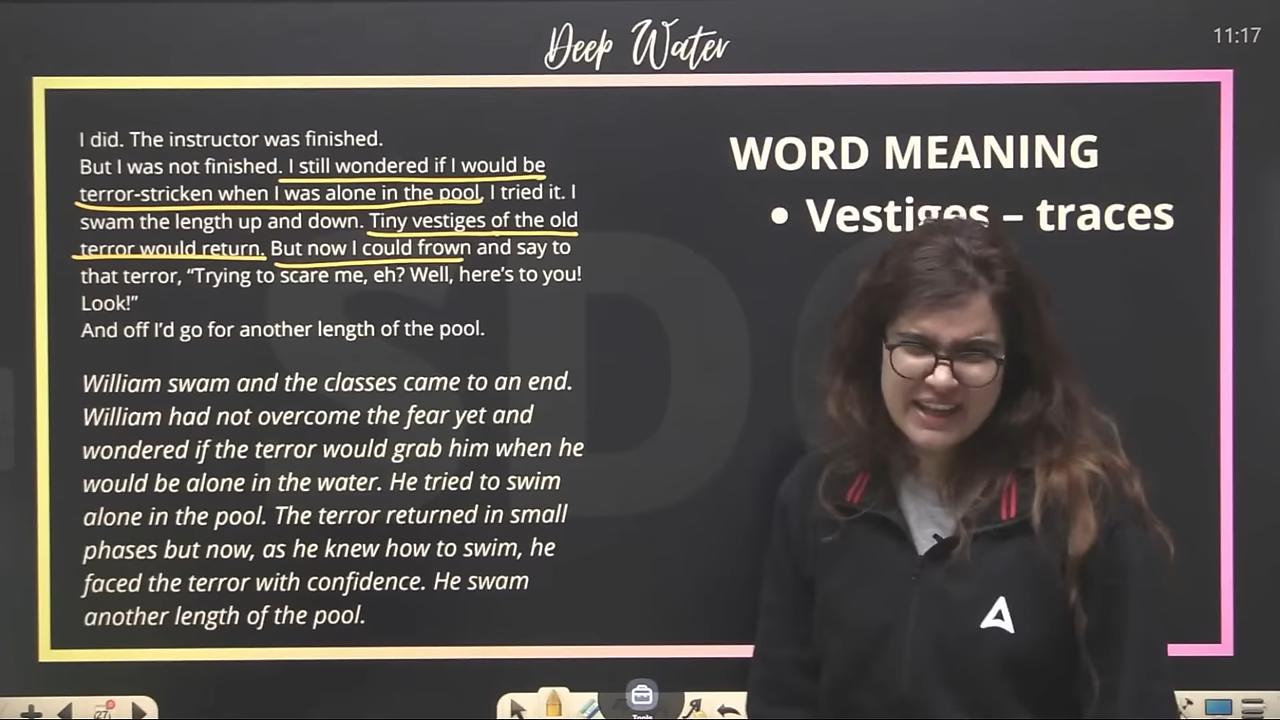 Deep Water
11:17
I did. The instructor was finished.
But I was not finished. I still wondered if I would be
terror-stricken when I was alone in the pool. I tried it. I
swam the length up and down. Tiny vestiges of the old
terror would return. But now I could frown and say to
that terror, “Trying to scare me, eh? Well, here’s to you!
Look!”
And off I’d go for another length of the pool.
William swam and the classes came to an end.
William had not overcome the fear yet and
wondered if the terror would grab him when he
would be alone in the water. He tried to swim
alone in the pool. The terror returned in small
phases but now, as he knew how to swim, he
faced the terror with confidence. He swam
another length of the pool.
WORD MEANING
• Vestiges – traces
27
Tools